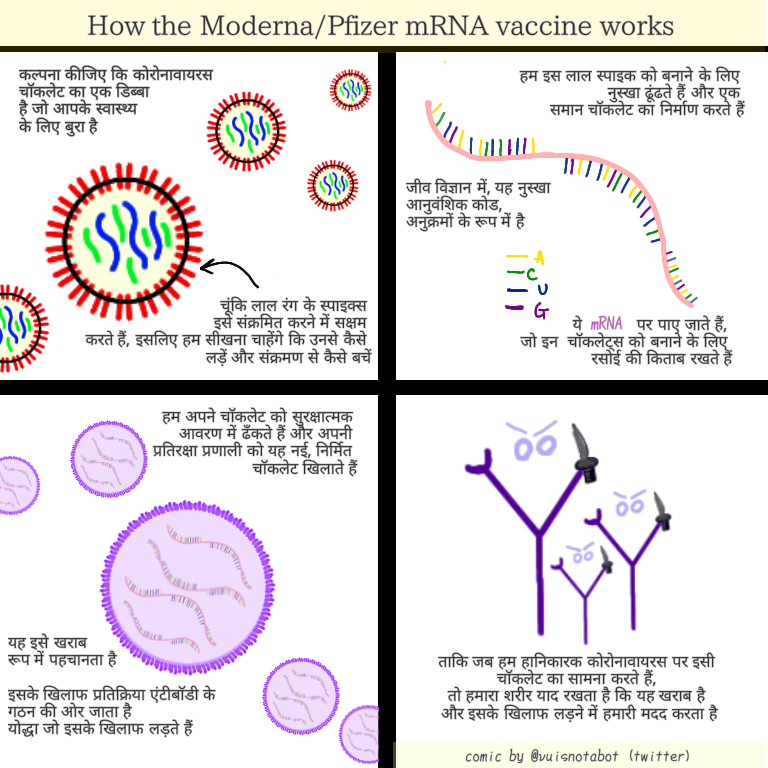 How the Moderna/Pfizer mRNA vaccine works
कल्पना कीजिए कि कोरोनावायरस
चॉकलेट का एक डिब्बा
है जो आपके स्वास्थ्य
के लिए बुरा है
चूंकि लाल रंग के स्पाइक्स
इसे संक्रमित करने में सक्षम
करते हैं, इसलिए हम सीखना चाहेंगे कि उनसे कैसे
लड़ें और संक्रमण से कैसे बचें
हम इस लाल स्पाइक को बनाने के लिए
नुस्खा ढूंढते हैं और एक
समान चॉकलेट का निर्माण करते हैं
जीव विज्ञान में, यह नुस्खा
आनुवंशिक कोड,
अनुक्रमों के रूप में है
A
C
U
G
ये mRNA पर पाए जाते हैं,
जो इन चॉकलेट्स को बनाने के लिए
रसोई की किताब रखते हैं
हम अपने चॉकलेट को सुरक्षात्मक
आवरण में ढँकते हैं और अपनी
प्रतिरक्षा प्रणाली को यह नई, निर्मित
चॉकलेट खिलाते हैं
यह इसे खराब
रूप में पहचानता है
इसके खिलाफ प्रतिक्रिया एंटीबॉडी के
गठन की ओर जाता है
योद्धा जो इसके खिलाफ लड़ते हैं
ताकि जब हम हानिकारक कोरोनावायरस पर इसी
चॉकलेट का सामना करते हैं,
तो हमारा शरीर याद रखता है कि यह खराब है
और इसके खिलाफ लड़ने में हमारी मदद करता है
comic by @vuisnotabot (twitter)